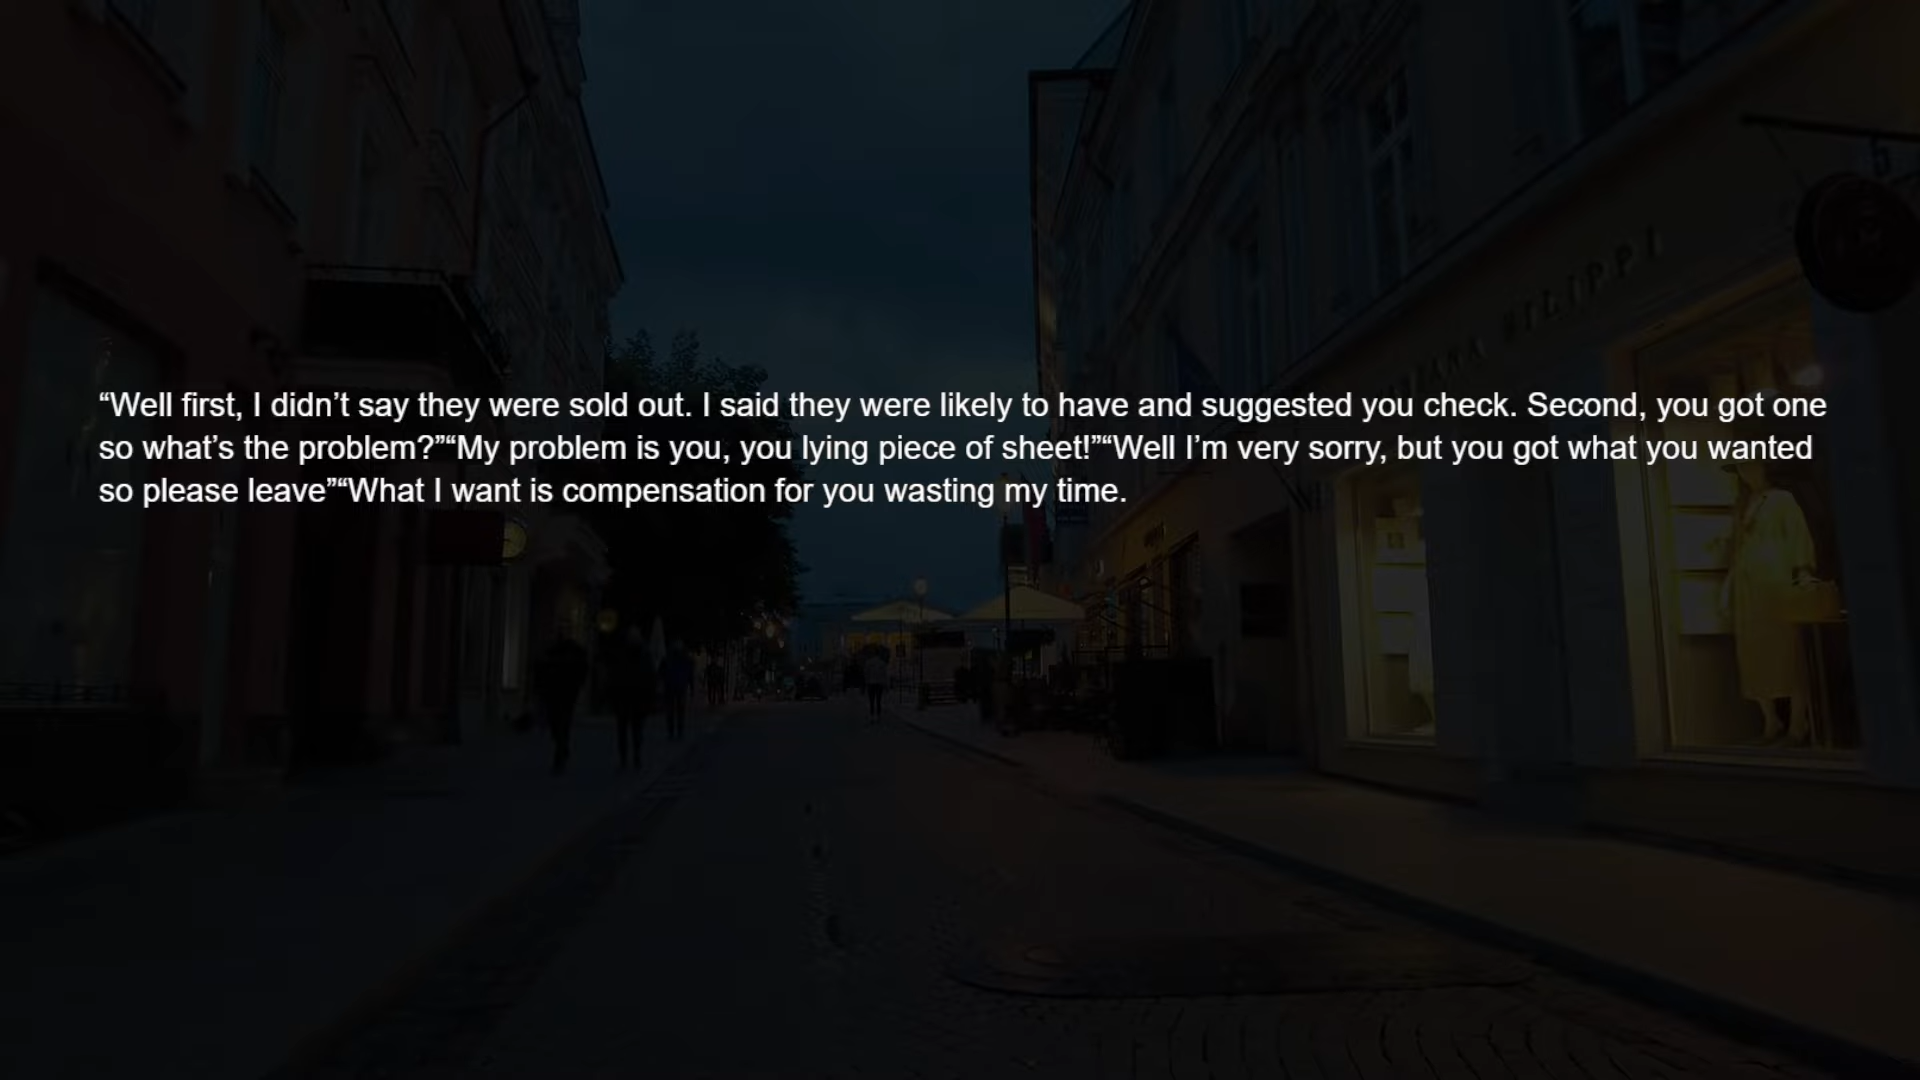 “Well first, I didn’t say they were sold out. I said they were likely to have and suggested you check. Second, you got one
so what’s the problem?”“My problem is you, you lying piece of sheet!”“Well I’m very sorry, but you got what you wanted
so please leave”“What I want is compensation for you wasting my time.
FILIPPI